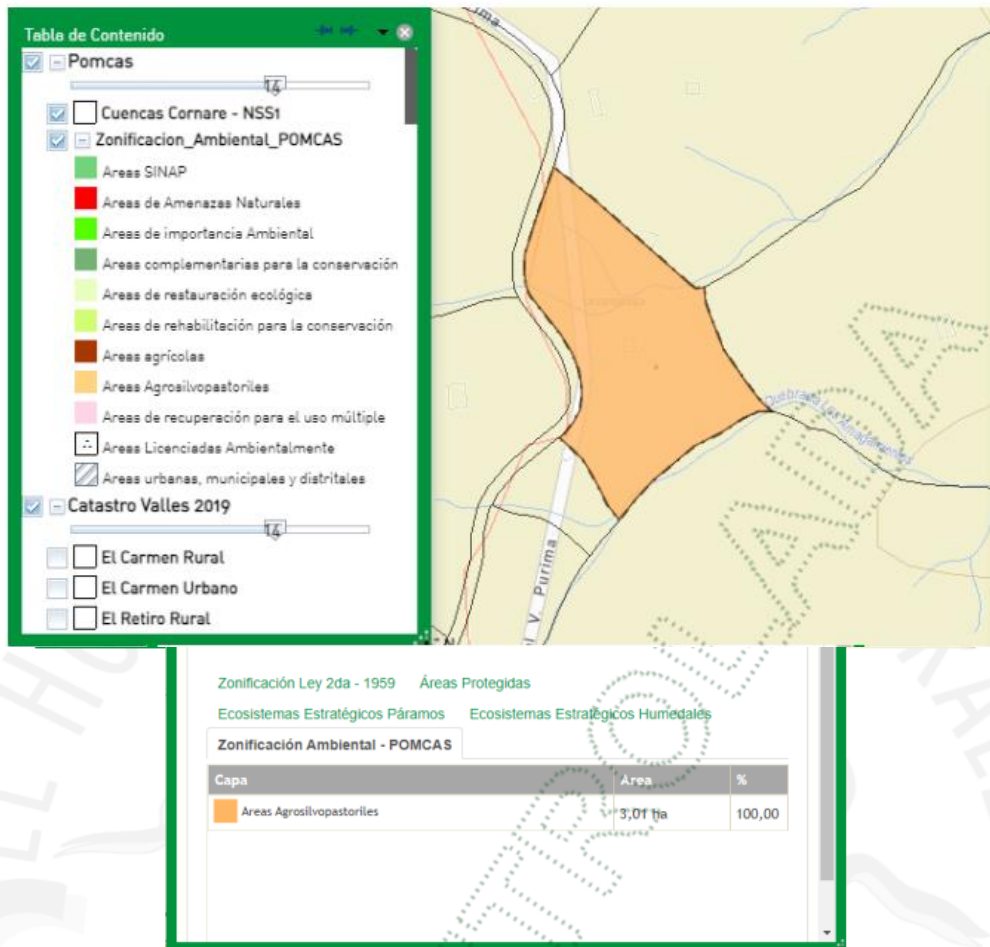 Tabla de Contenido
Pomcas
14
Cuencas Cornare - NSS1
Zonificacion_Ambiental_POMCAS
Areas SINAP
Areas de Amenazas Naturales
Areas de importancia Ambiental
Areas complementarias para la conservación
Areas de restauración ecológica
Areas de rehabilitación para la conservación
Areas agrícolas
Areas Agrosilvopastoriles
Areas de recuperación para el uso múltiple
Areas Licenciadas Ambientalmente
Areas urbanas, municipales y distritales
Catastro Valles 2019
14
El Carmen Rural
El Carmen Urbano
El Retiro Rural
Quebrada Los
V. Purima
Zonificación Ley 2da - 1959 Áreas Protegidas
Ecosistemas Estratégicos Páramos Ecosistemas Estratégicos Humedales
Zonificación Ambiental - POMCAS
Capa Area %
Areas Agrosilvopastoriles 3,01 ha 100,00